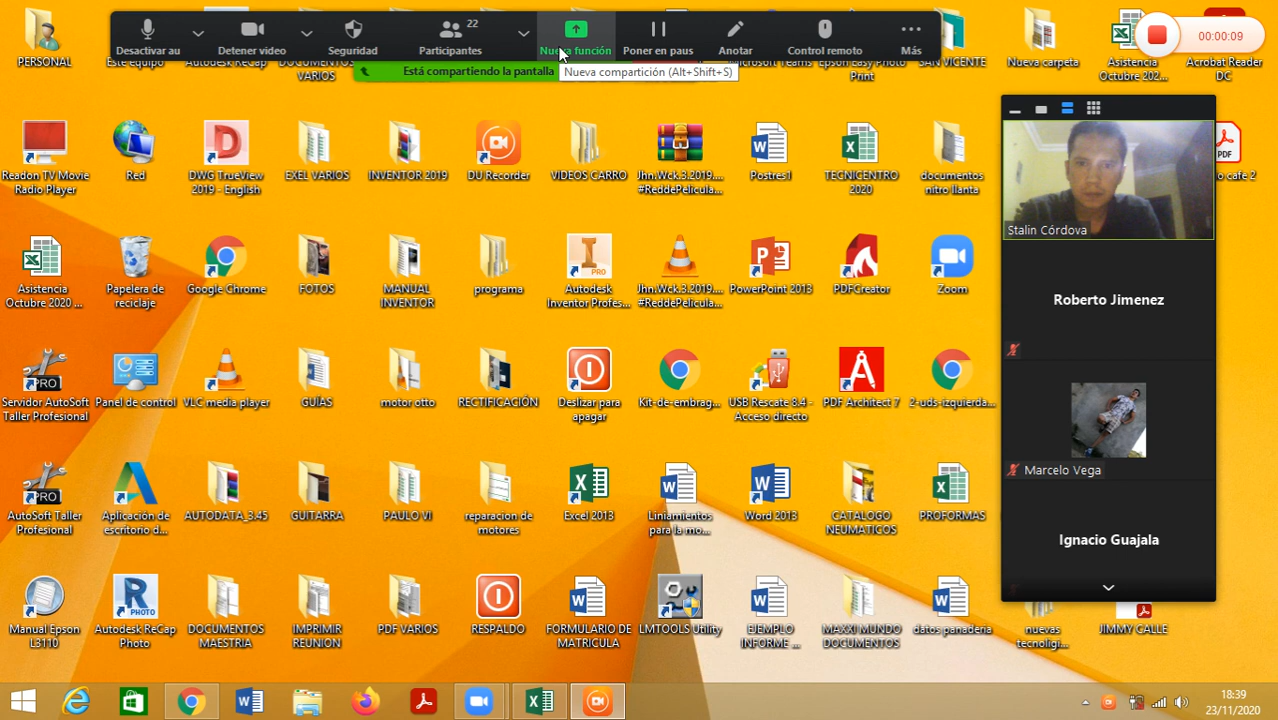 22
Desactivar au
Detener video
Seguridad
Participantes
Nueva función
Poner en paus
Anotar
Control remoto
Más
Está compartiendo la pantalla
Nueva compartición (Alt+Shift+S)
00:00:09
PERSONAL
Este equipo
Autodesk ReCap
DOCUMENTOS
VARIOS
Microsoft Teams
Epson Easy Photo
Print
SAN VICENTE
Nueva carpeta
Asistencia
Octubre 202...
Acrobat Reader
DC
Readon TV Movie
Radio Player
Red
DWG TrueView
2019 - English
EXEL VARIOS
INVENTOR 2019
DU Recorder
VIDEOS CARRO
Jhn.Wck.3.2019....
#ReddePelicula...
Postres1
TECNICENTRO
2020
documentos
nitro llanta
PDF
cafe 2
Stalin Córdova
Roberto Jimenez
Marcelo Vega
Ignacio Guajala
Asistencia
Octubre 2020 ...
Papelera de
reciclaje
Google Chrome
FOTOS
MANUAL
INVENTOR
programa
PRO
Autodesk
Inventor Profes...
Jhn.Wck.3.2019....
#ReddePelicula...
PowerPoint 2013
PDFCreator
Zoom
PRO
Servidor AutoSoft
Taller Profesional
Panel de control
VLC media player
GUÍAS
motor otto
RECTIFICACIÓN
Deslizar para
apagar
Kit-de-embrag...
USB Rescate 8.4 -
Acceso directo
PDF Architect 7
2-uds-izquierda...
PRO
AutoSoft Taller
Profesional
Aplicación de
escritorio d...
AUTODATA_3.45
GUITARRA
PAULO VI
reparacion de
motores
Excel 2013
Liniamientos
para la mo...
Word 2013
CATALOGO
NEUMATICOS
PROFORMAS
Manual Epson
L3110
PHOTO
Autodesk ReCap
Photo
DOCUMENTOS
MAESTRIA
IMPRIMIR
REUNION
PDF VARIOS
RESPALDO
FORMULARIO DE
MATRICULA
LMTOOLS Utility
EJEMPLO
INFORME ...
MAXXI MUNDO
DOCUMENTOS
datos panaderia
nuevas
tecnoligi...
JIMMY CALLE
18:39
23/11/2020